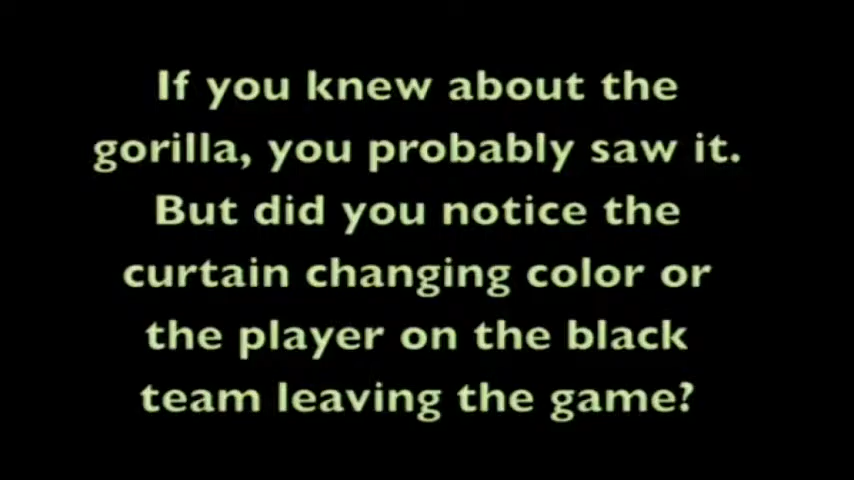 If you knew about the
gorilla, you probably saw it.
But did you notice the
curtain changing color or
the player on the black
team leaving the game?